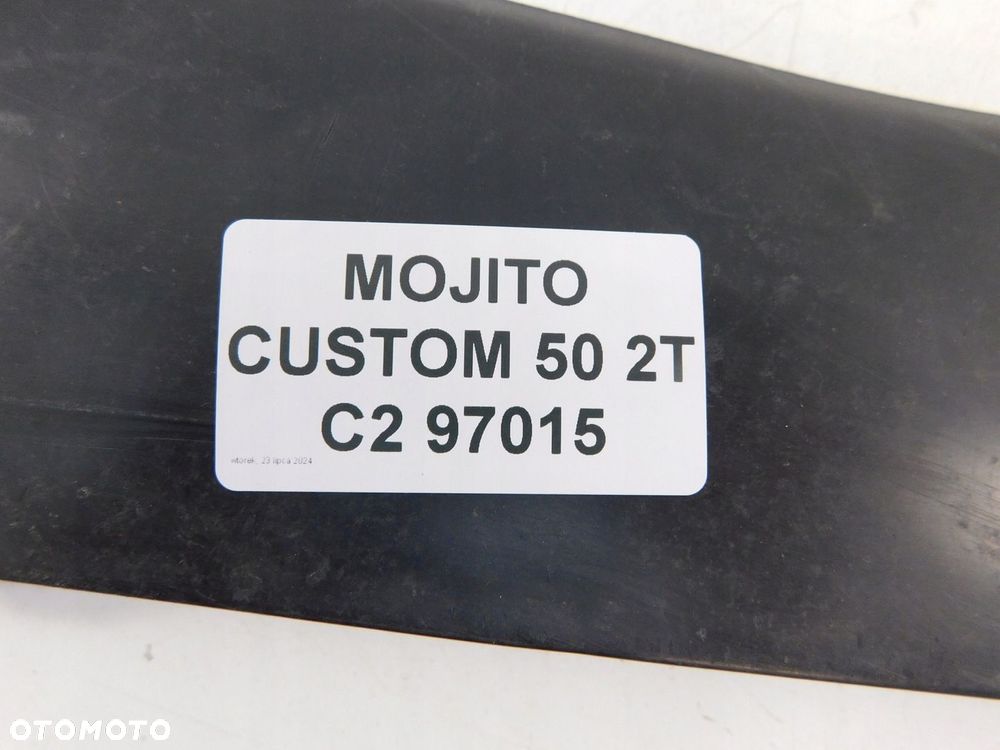 MOJITO
CUSTOM 50 2T
C2 97015
wtorek, 23 lipca 2024
OTOMOTO